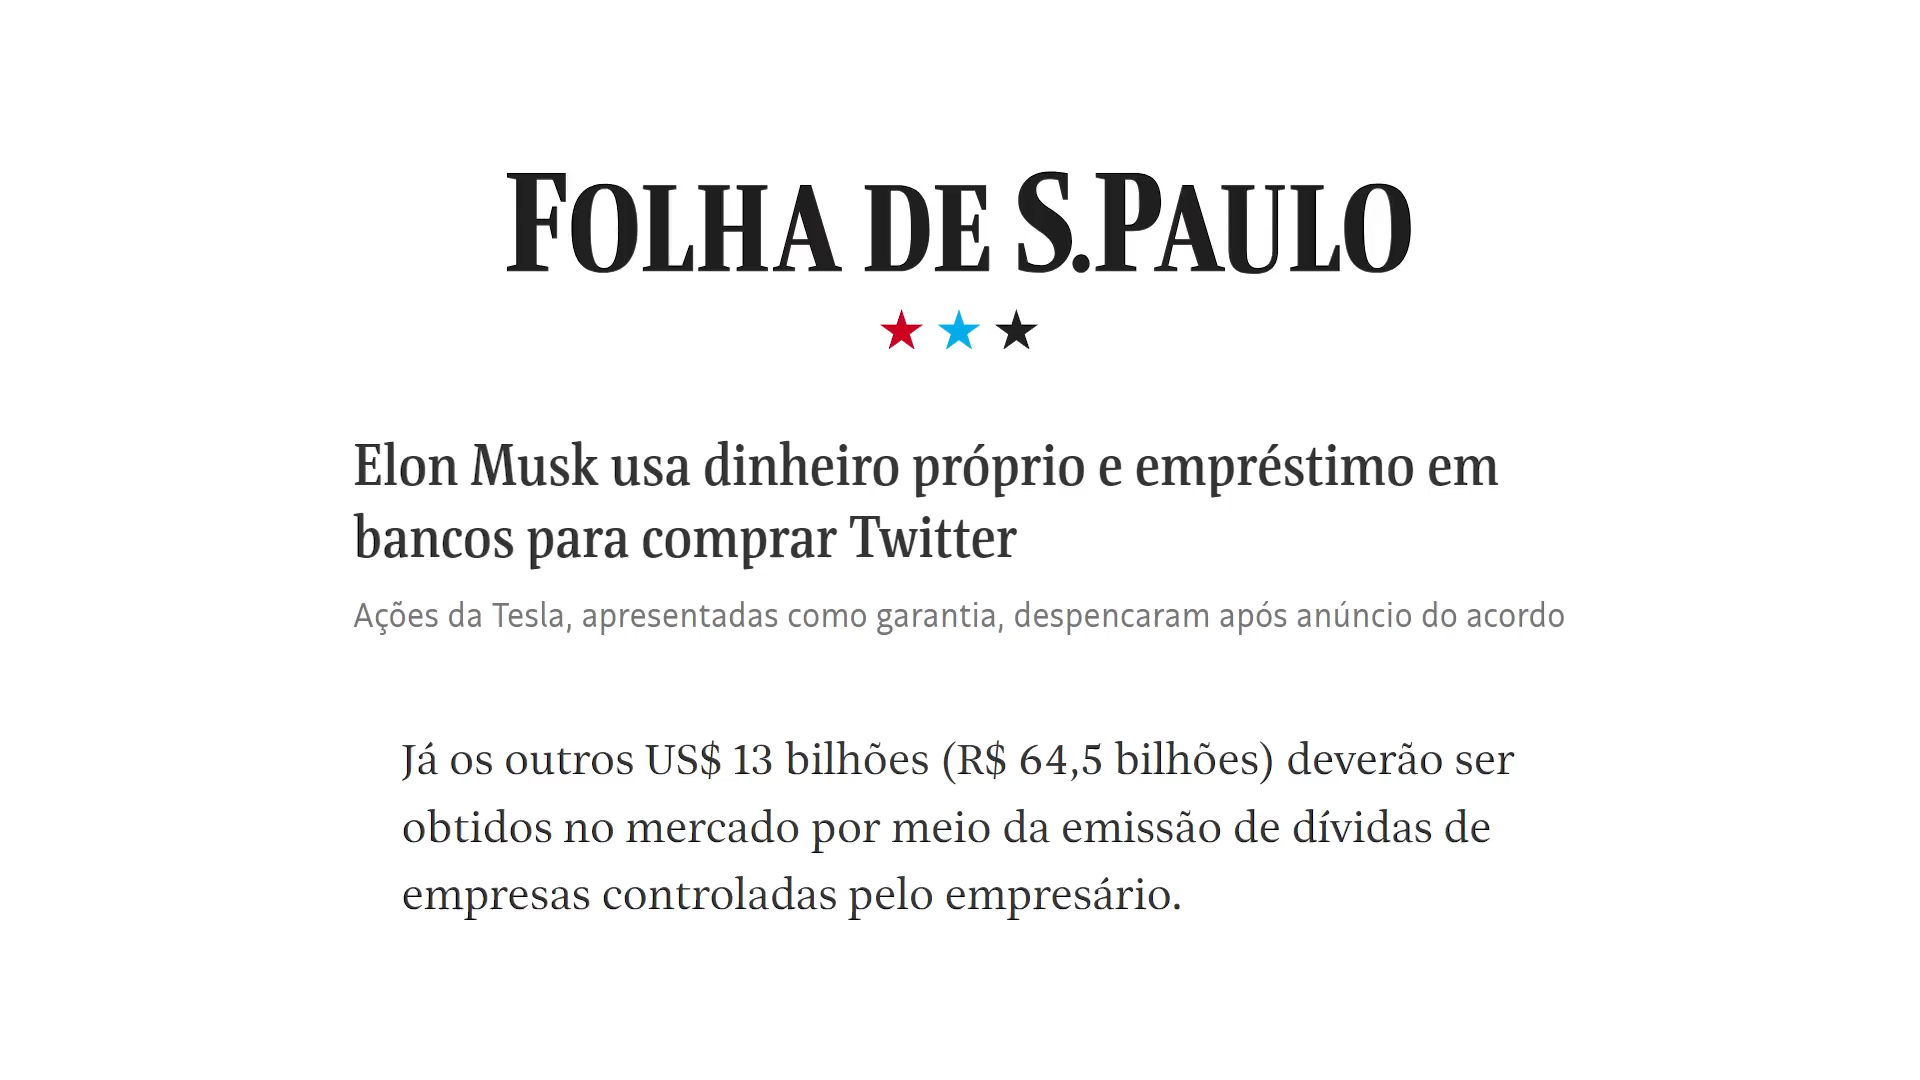 FOLHA DE S.PAULO
Elon Musk usa dinheiro próprio e empréstimo em
bancos para comprar Twitter
Ações da Tesla, apresentadas como garantia, despencaram após anúncio do acordo
Já os outros US$ 13 bilhões (R$ 64,5 bilhões) deverão ser
obtidos no mercado por meio da emissão de dívidas de
empresas controladas pelo empresário.